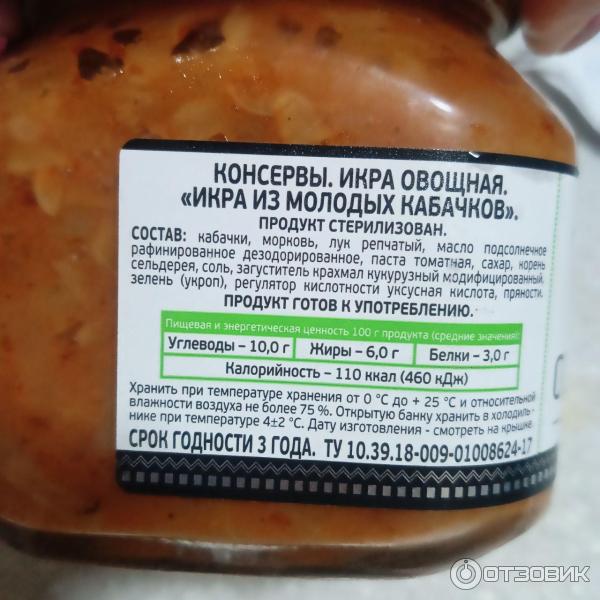 КОНСЕРВЫ. ИКРА ОВОЩНАЯ.
«ИКРА ИЗ МОЛОДЫХ КАБАЧКОВ».
ПРОДУКТ СТЕРИЛИЗОВАН.
СОСТАВ: кабачки, морковь, лук репчатый, масло подсолнечное
рафинированное дезодорированное, паста томатная, сахар, корень
сельдерея, соль, загуститель крахмал кукурузный модифицированный,
зелень (укроп), регулятор кислотности уксусная кислота, пряности.
ПРОДУКТ ГОТОВ К УПОТРЕБЛЕНИЮ.
Пищевая и энергетическая ценность 100 г продукта (средние значения):
Углеводы – 10,0 г Жиры – 6,0 г Белки – 3,0 г
Калорийность – 110 ккал (460 кДж)
Хранить при температуре хранения от 0 °С до + 25 °С и относительной
влажности воздуха не более 75 %. Открытую банку хранить в холодиль-
нике при температуре 4±2 °С. Дату изготовления - смотреть на крышке.
СРОК ГОДНОСТИ 3 ГОДА. ТУ 10.39.18-009-01008624-17
ОТЗОВИК